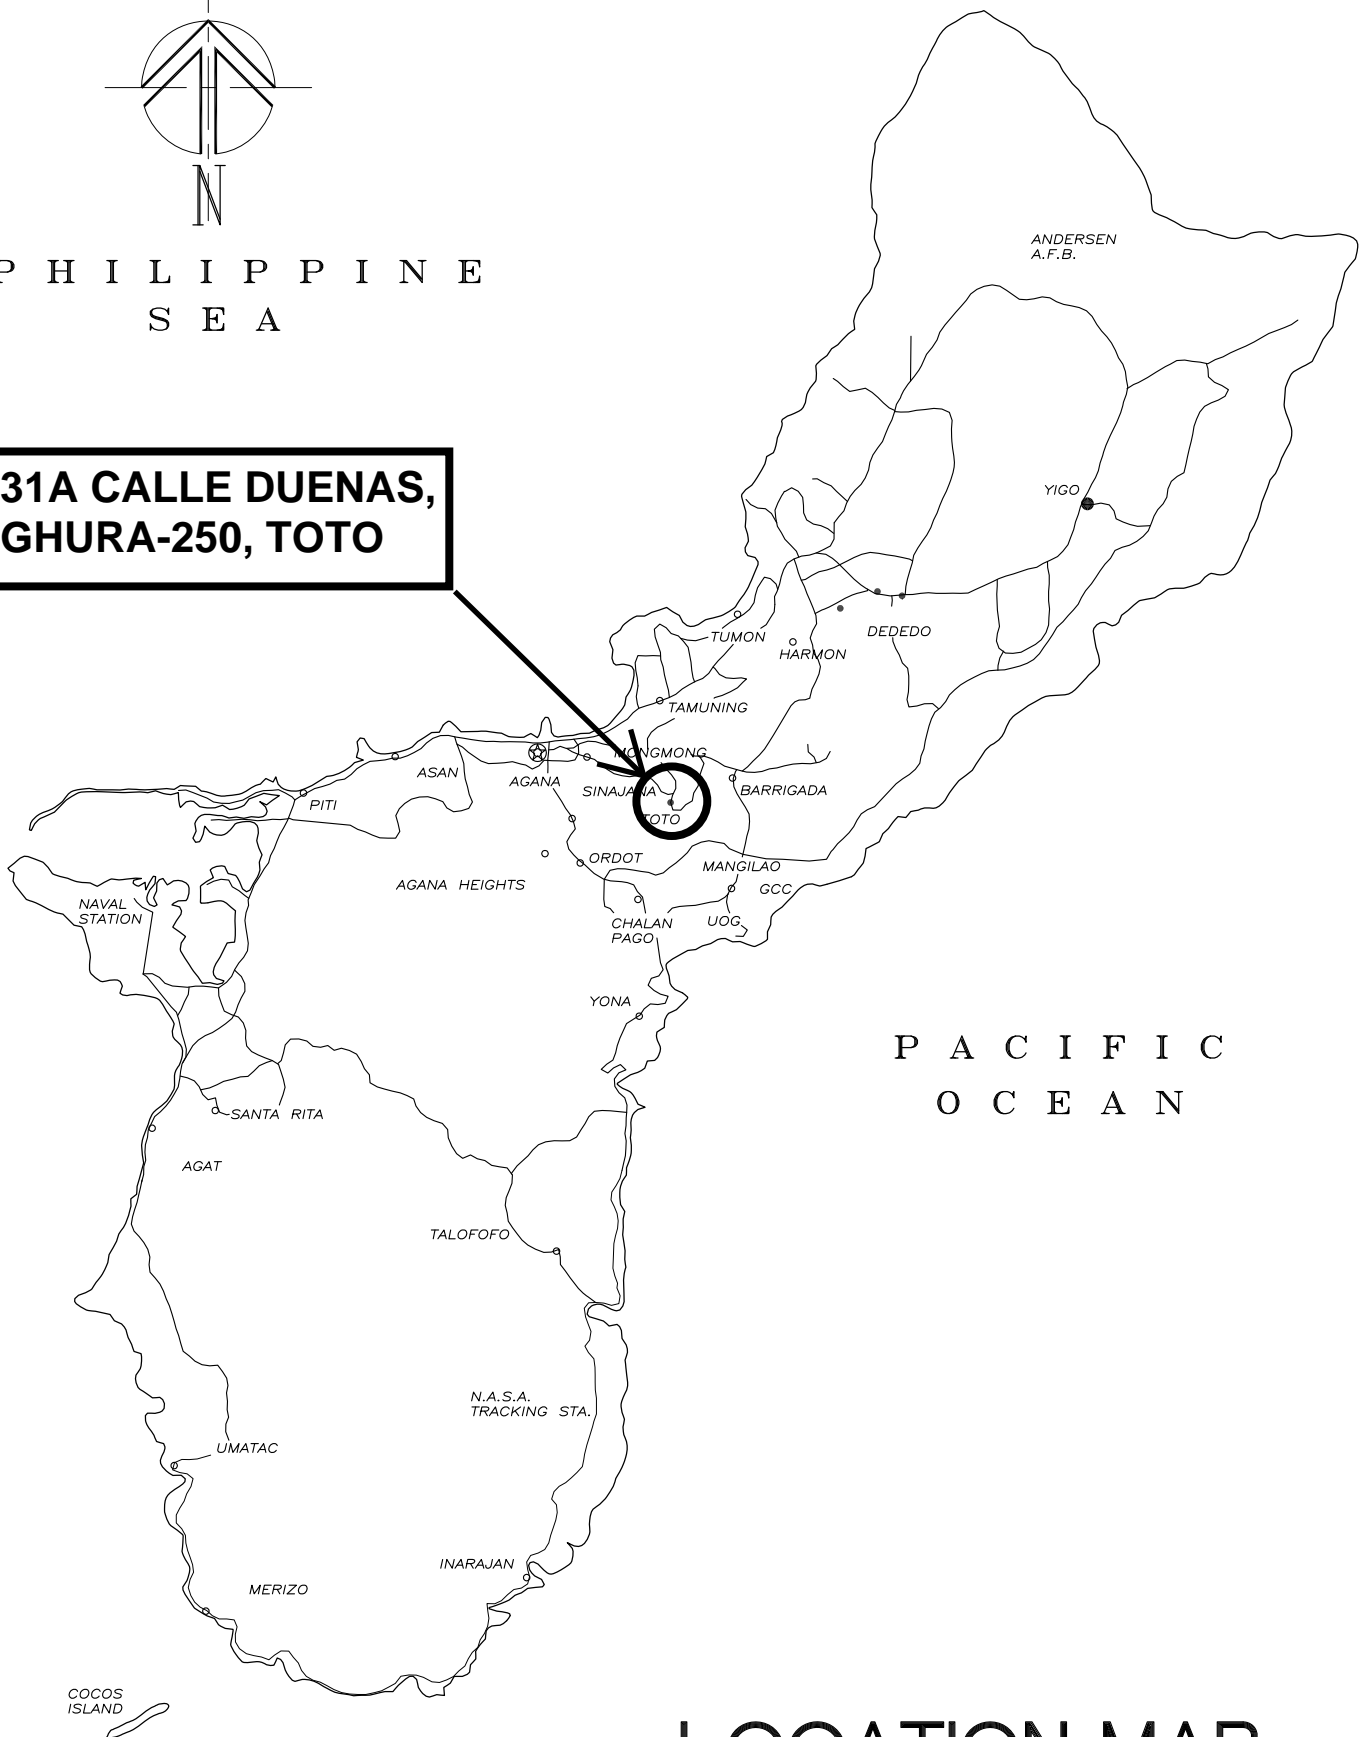 N
PHILIPPINE
SEA
ANDERSEN
A.F.B.
31A CALLE DUENAS,
GHURA-250, TOTO
YIGO
DEDEDO
TUMON
HARMON
TAMUNING
MONGMONG
ASAN
AGANA
SINAJANA
BARRIGADA
PITI
TOTO
ORDOT
MANGILAO
AGANA HEIGHTS
GCC
NAVAL
STATION
CHALAN
PAGO
UOG
YONA
PACIFIC
OCEAN
SANTA RITA
AGAT
TALOFOFO
N.A.S.A.
TRACKING STA.
UMATAC
INARAJAN
MERIZO
COCOS
ISLAND
LOCATION MAP